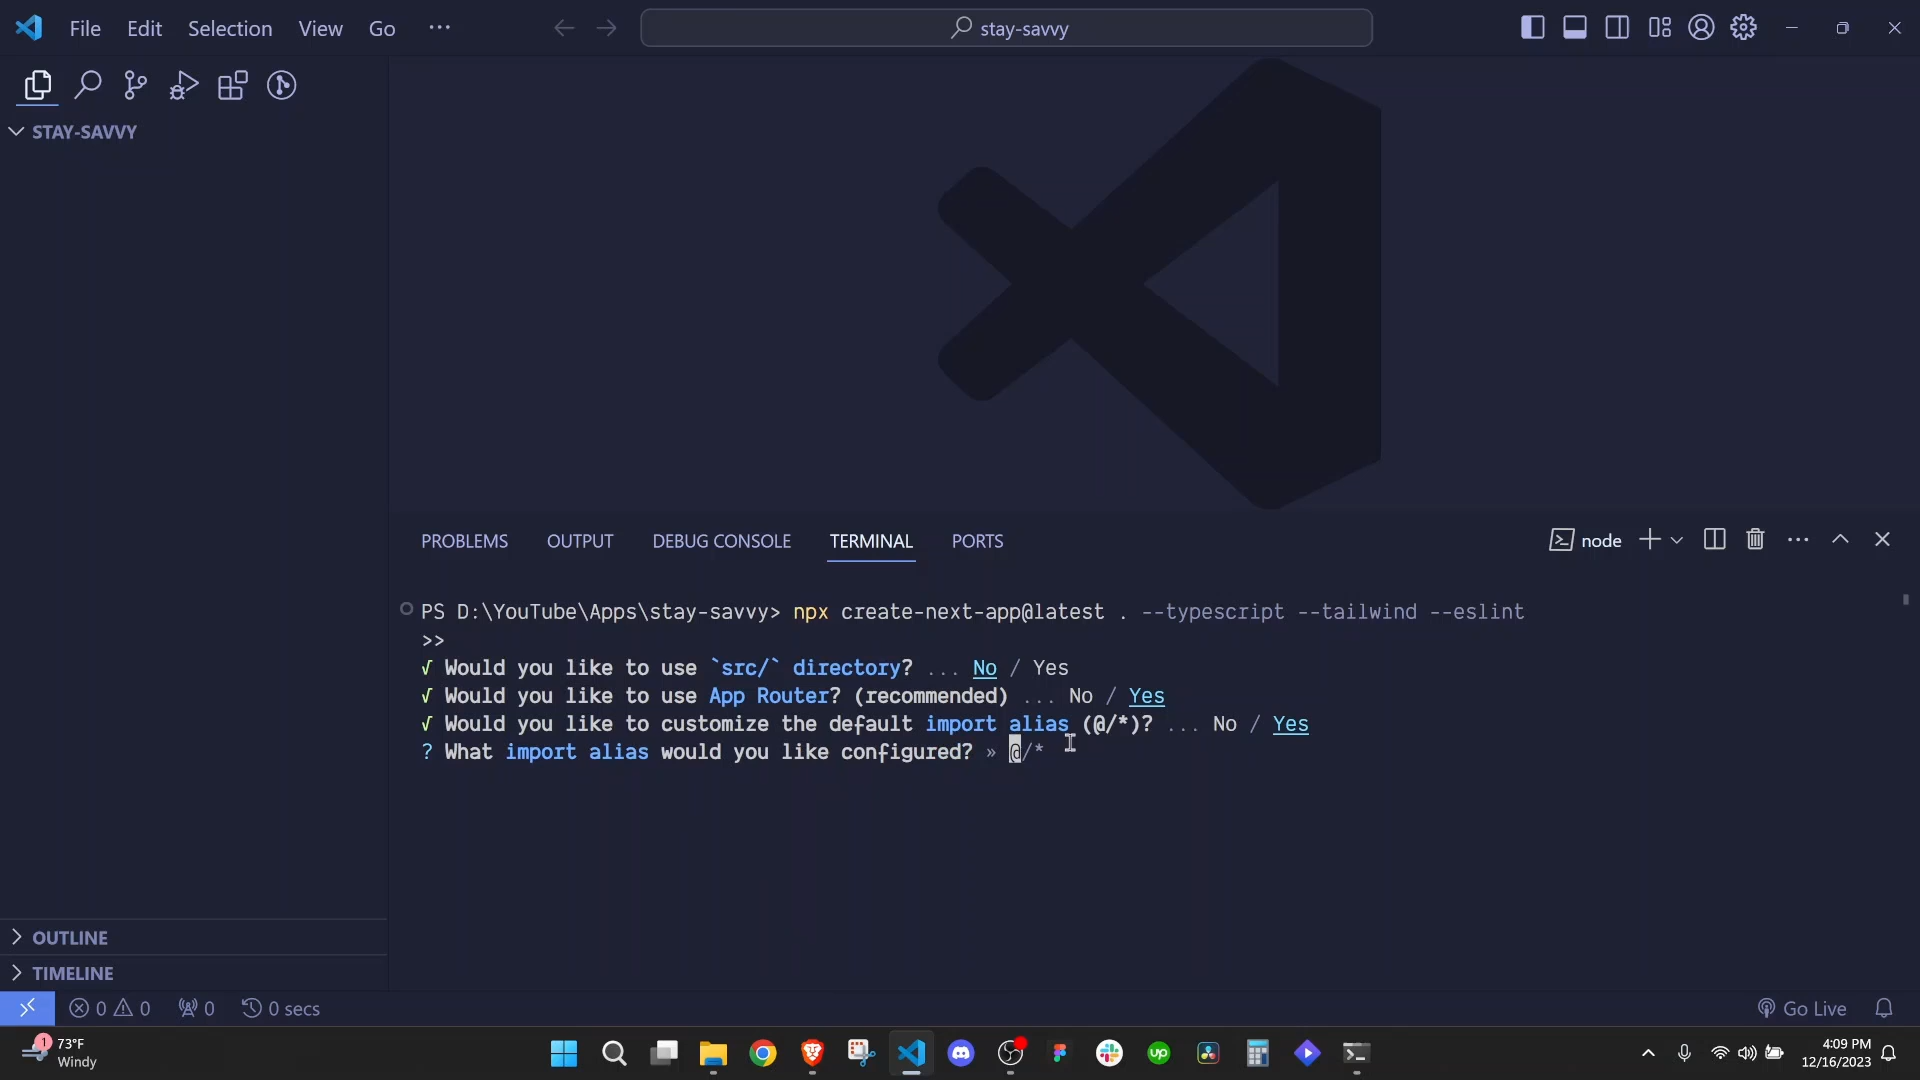 File Edit Selection View Go ...
stay-savvy
STAY-SAVVY
PROBLEMS OUTPUT DEBUG CONSOLE TERMINAL PORTS
node
PS D:\YouTube\Apps\stay-savvy> npx create-next-app@latest . --typescript --tailwind --eslint
>>
√ Would you like to use `src/` directory? ... No / Yes
√ Would you like to use App Router? (recommended) ... No / Yes
√ Would you like to customize the default import alias (@/*)? ... No / Yes
? What import alias would you like configured? » @/*
OUTLINE
TIMELINE
0 0 0 0 secs
Go Live
1
73°F
Windy
up
4:09 PM
12/16/2023